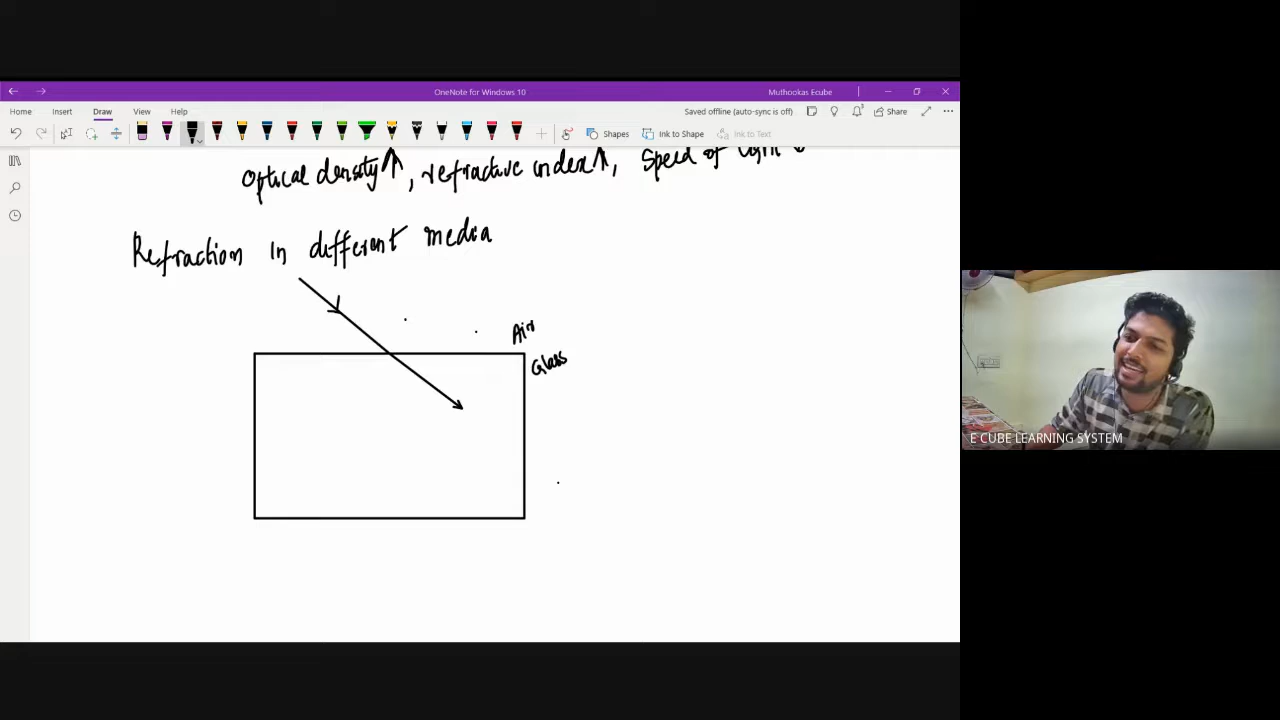 OneNote for Windows 10
Muthookas Ecube
Home Insert Draw View Help
Saved offline (auto-sync is off)
Share
Shapes
Ink to Shape
Ink to Text
Optical density↑, refractive index↑, Speed of light
Refraction in different media
Air
Glass
E CUBE LEARNING SYSTEM